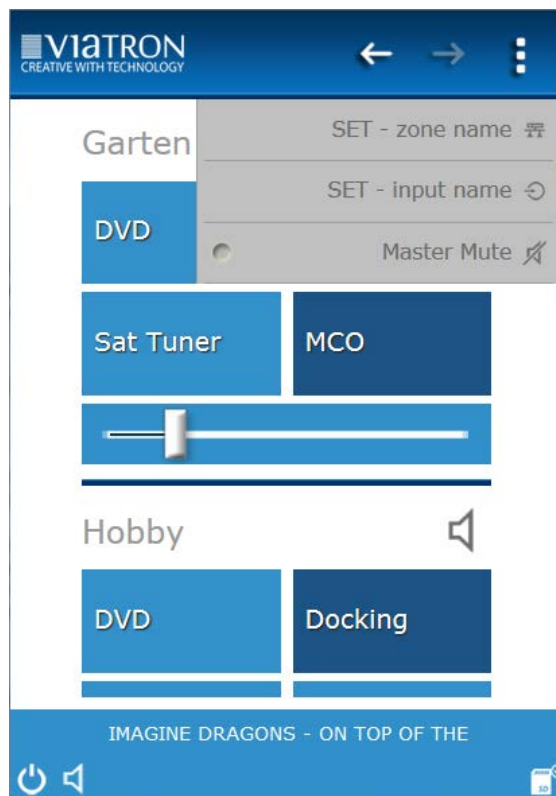 VIATRON
CREATIVE WITH TECHNOLOGY
SET - zone name
Garten
SET - input name
DVD
Master Mute
Sat Tuner
MCO
Hobby
DVD
Docking
IMAGINE DRAGONS - ON TOP OF THE
SD